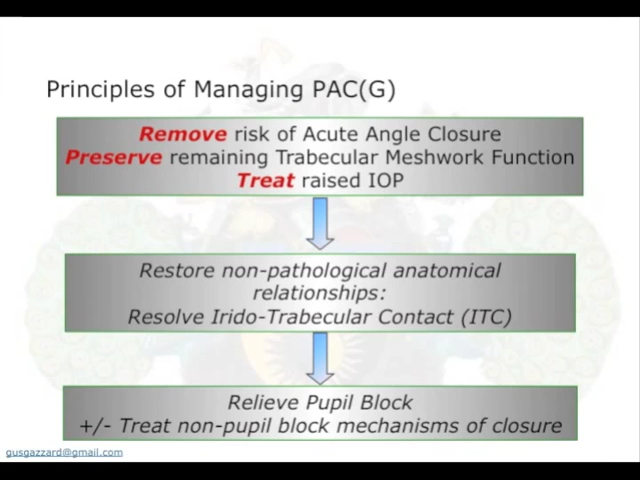 Principles of Managing PAC(G)
Remove risk of Acute Angle Closure
Preserve remaining Trabecular Meshwork Function
Treat raised IOP
Restore non-pathological anatomical
relationships:
Resolve Irido-Trabecular Contact (ITC)
Relieve Pupil Block
+/- Treat non-pupil block mechanisms of closure
gusgazzard@gmail.com